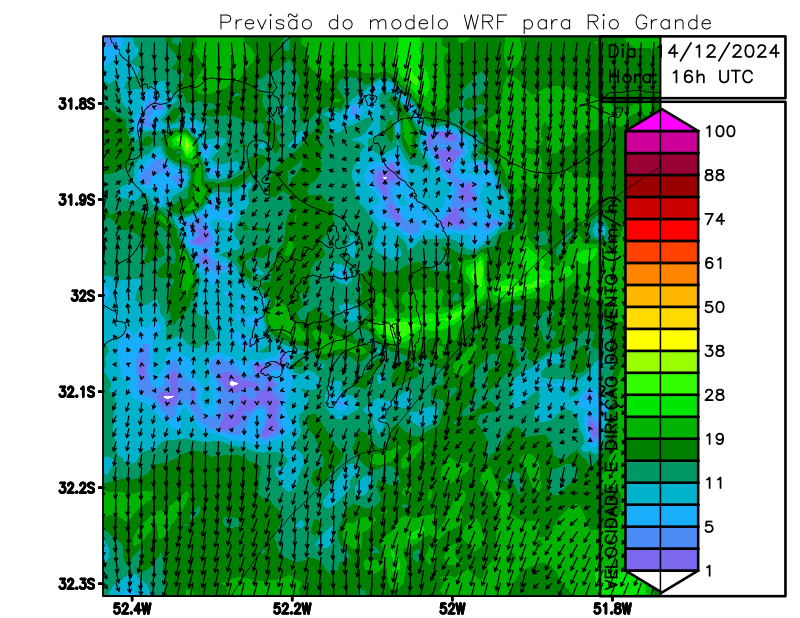 Previsão do modelo WRF para Rio Grande
Dia: 14/12/2024
Hora: 16h UTC
31.8S
31.9S
32S
32.1S
32.2S
32.3S
52.4W
52.2W
52W
51.8W
VELOCIDADE E DIREÇÃO DO VENTO (km/h)
100
88
74
61
50
38
28
19
11
5
1